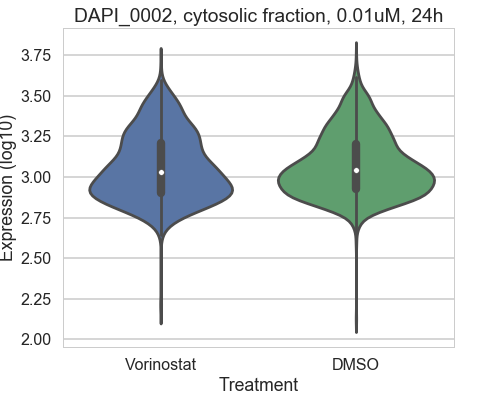 DAPI_0002, cytosolic fraction, 0.01uM, 24h
Expression (log10)
3.75
3.50
3.25
3.00
2.75
2.50
2.25
2.00
Vorinostat
DMSO
Treatment